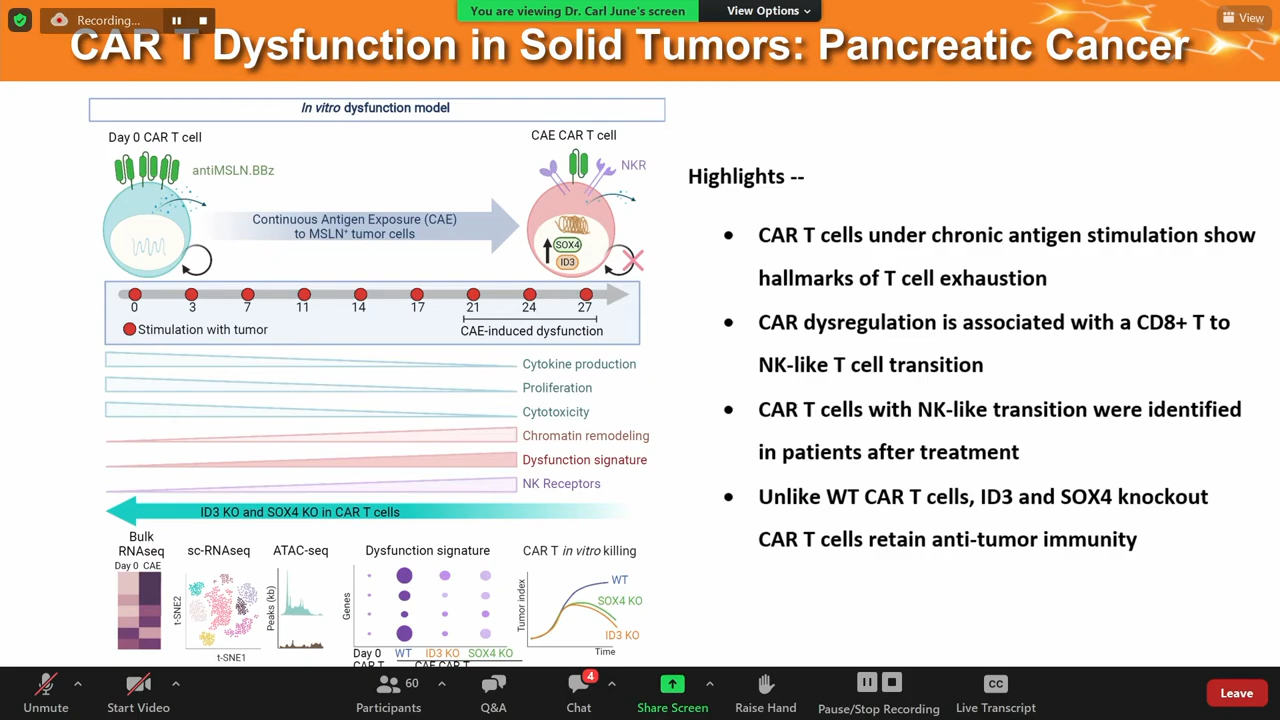 Recording...
You are viewing Dr. Carl June's screen
View Options
View
CAR T Dysfunction in Solid Tumors: Pancreatic Cancer
In vitro dysfunction model
Day 0 CAR T cell
CAE CAR T cell
antiMSLN.BBz
NKR
Continuous Antigen Exposure (CAE)
to MSLN⁺ tumor cells
SOX4
ID3
0 3 7 11 14 17 21 24 27
Stimulation with tumor
CAE-induced dysfunction
Cytokine production
Proliferation
Cytotoxicity
Chromatin remodeling
Dysfunction signature
NK Receptors
ID3 KO and SOX4 KO in CAR T cells
Bulk
RNAseq
Day 0 CAE
sc-RNAseq
t-SNE2
t-SNE1
ATAC-seq
Peaks (kb)
Dysfunction signature
Genes
Day 0 WT ID3 KO SOX4 KO
CAR T CAE CAR T
CAR T in vitro killing
Tumor index
WT
SOX4 KO
ID3 KO
Time
Highlights --
• CAR T cells under chronic antigen stimulation show
hallmarks of T cell exhaustion
• CAR dysregulation is associated with a CD8+ T to
NK-like T cell transition
• CAR T cells with NK-like transition were identified
in patients after treatment
• Unlike WT CAR T cells, ID3 and SOX4 knockout
CAR T cells retain anti-tumor immunity
Unmute
Start Video
60
Participants
Q&A
4
Chat
Share Screen
Raise Hand
Pause/Stop Recording
CC
Live Transcript
Leave